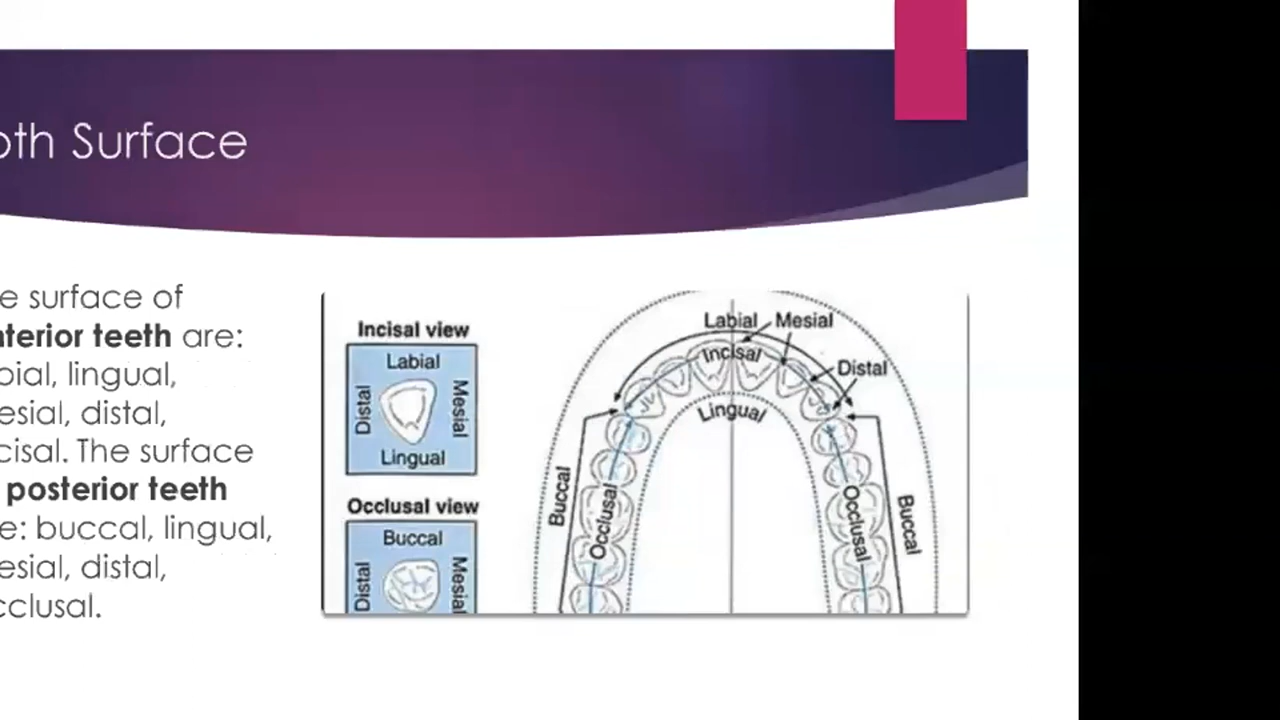 oth Surface
e surface of
nterior teeth are:
bial, lingual,
esial, distal,
cisal. The surface
posterior teeth
e: buccal, lingual,
esial, distal,
cclusal.
Incisal view
Labial
Distal
Mesial
Lingual
Occlusal view
Buccal
Distal
Mesial
Labial
Mesial
Incisal
Distal
Lingual
Buccal
Occlusal
Occlusal
Buccal